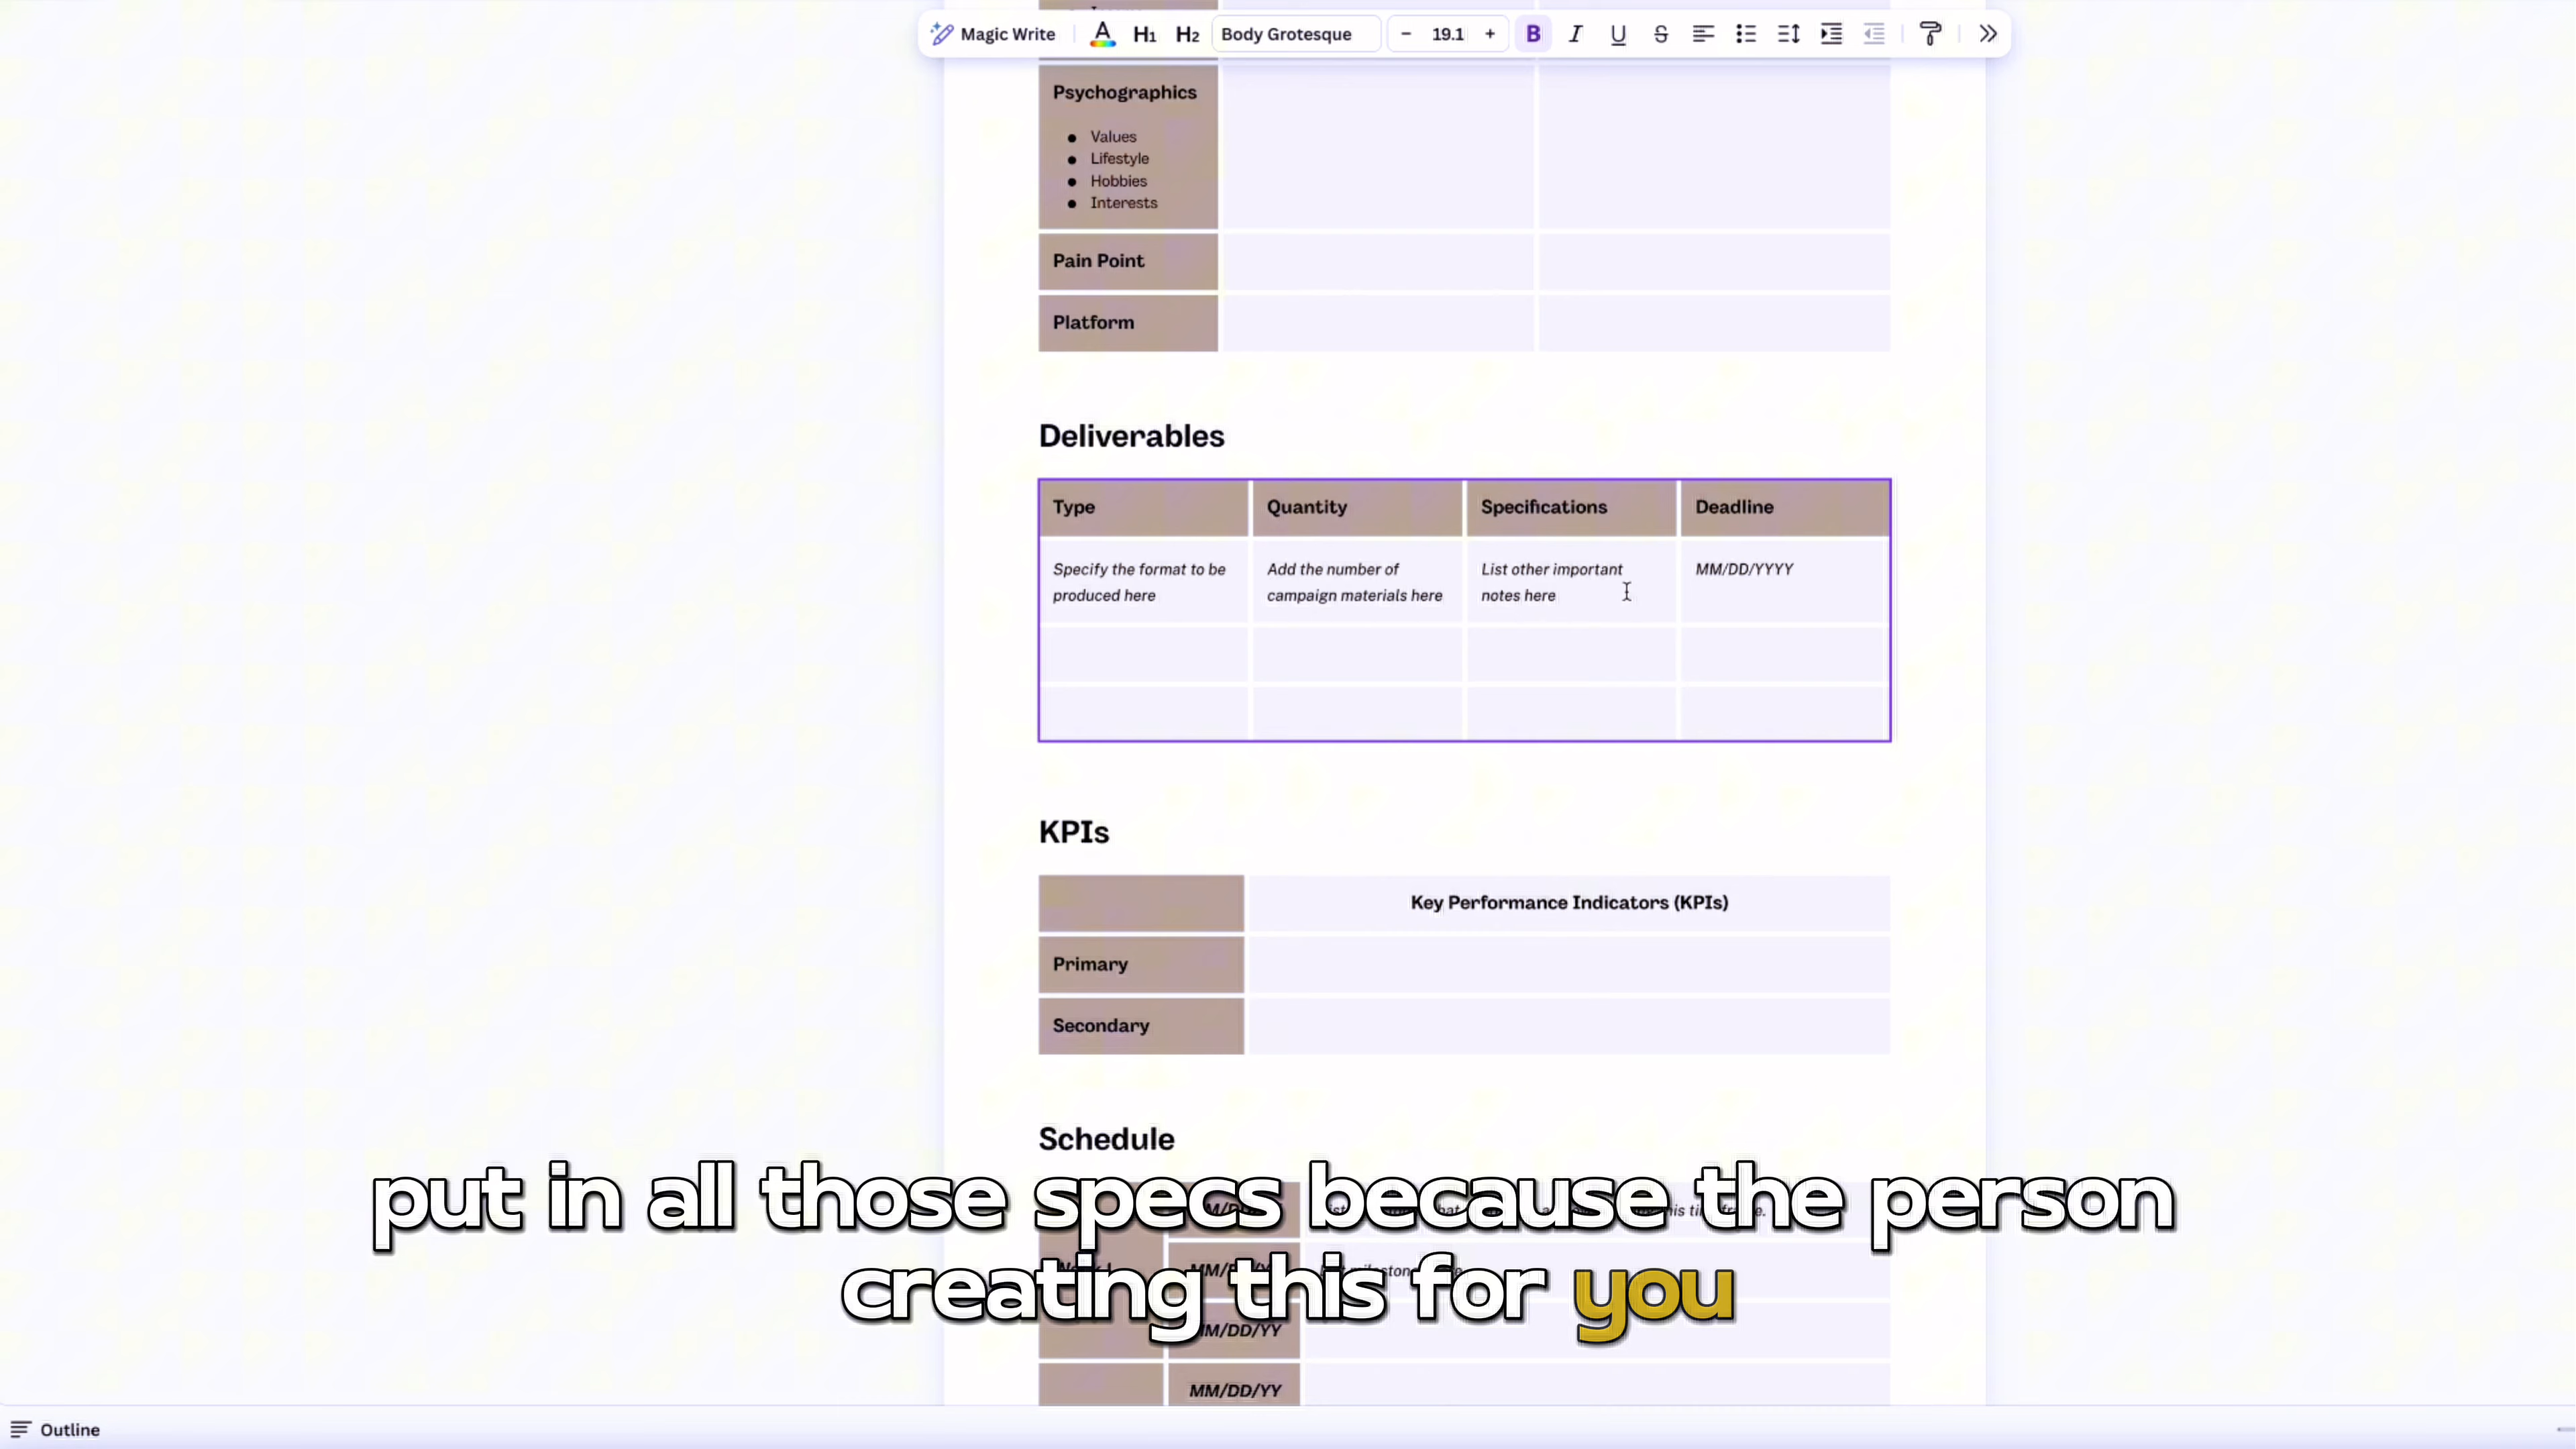 Magic Write A H1 H2 Body Grotesque - 19.1 + B I U S
Psychographics
Values
Lifestyle
Hobbies
Interests
Pain Point
Platform
Deliverables
Type Quantity Specifications Deadline
Specify the format to be
produced here
Add the number of
campaign materials here
List other important
notes here
MM/DD/YYYY
KPIs
Key Performance Indicators (KPIs)
Primary
Secondary
Schedule
put in all those specs because the person
creating this for you
MM/DD/YY
MM/DD/YY
Outline